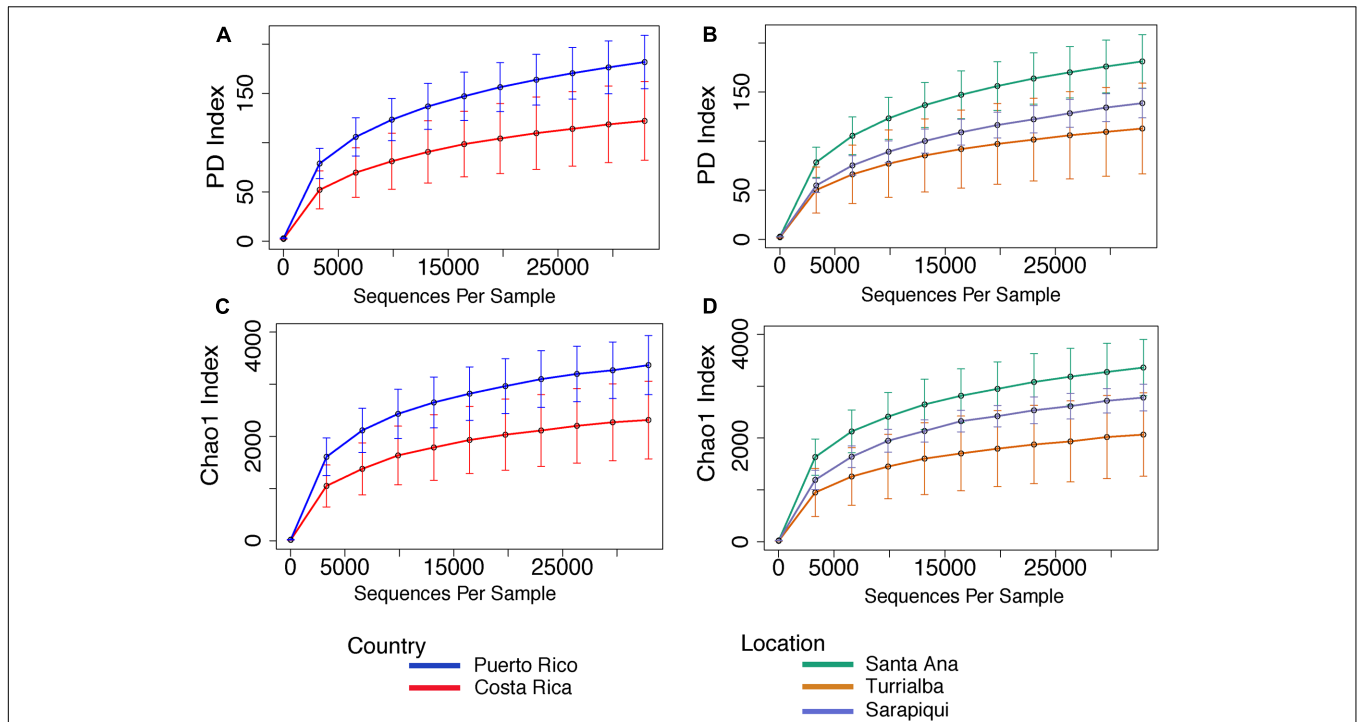 A
PD Index
150
50
0
0 5000 15000 25000
Sequences Per Sample
B
PD Index
150
50
0
0 5000 15000 25000
Sequences Per Sample
C
Chao1 Index
4000
2000
0
0 5000 15000 25000
Sequences Per Sample
D
Chao1 Index
4000
2000
0
0 5000 15000 25000
Sequences Per Sample
Country
Puerto Rico
Costa Rica
Location
Santa Ana
Turrialba
Sarapiqui